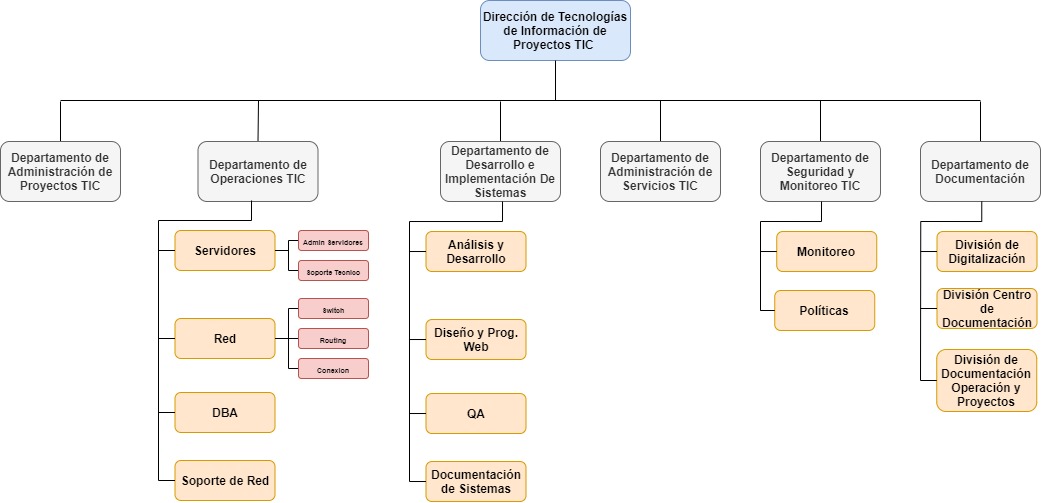 Dirección de Tecnologías
de Información de
Proyectos TIC
Departamento de
Administración de
Proyectos TIC
Departamento de
Operaciones TIC
Departamento de
Desarrollo e
Implementación De
Sistemas
Departamento de
Administración de
Servicios TIC
Departamento de
Seguridad y
Monitoreo TIC
Departamento de
Documentación
Servidores
Admin Servidores
Soporte Tecnico
Red
Switch
Routing
Conexion
DBA
Soporte de Red
Análisis y
Desarrollo
Diseño y Prog.
Web
QA
Documentación
de Sistemas
Monitoreo
Políticas
División de
Digitalización
División Centro
de
Documentación
División de
Documentación
Operación y
Proyectos